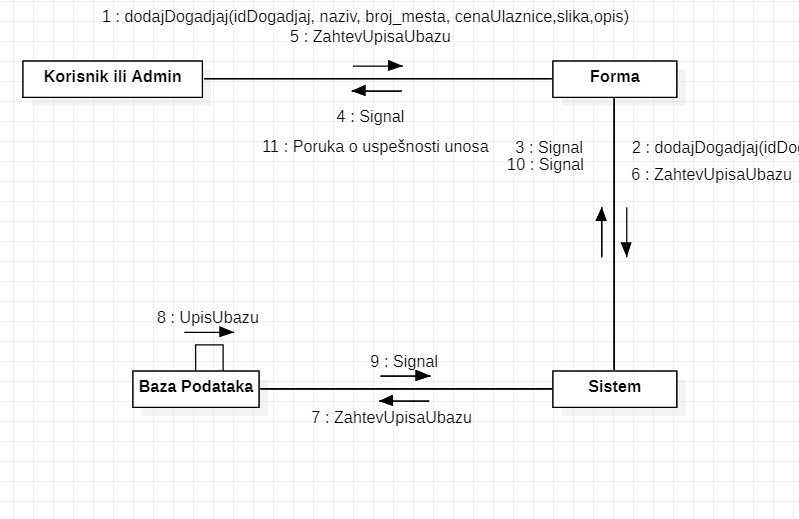 1 : dodajDogadjaj(idDogadjaj, naziv, broj_mesta, cenaUlaznice,slika,opis)
5 : ZahtevUpisaUbazu
Korisnik ili Admin
Forma
4 : Signal
11 : Poruka o uspešnosti unosa
3 : Signal
10 : Signal
2 : dodajDogadjaj(idDog
6 : ZahtevUpisaUbazu
8 : UpisUbazu
9 : Signal
Baza Podataka
Sistem
7 : ZahtevUpisaUbazu